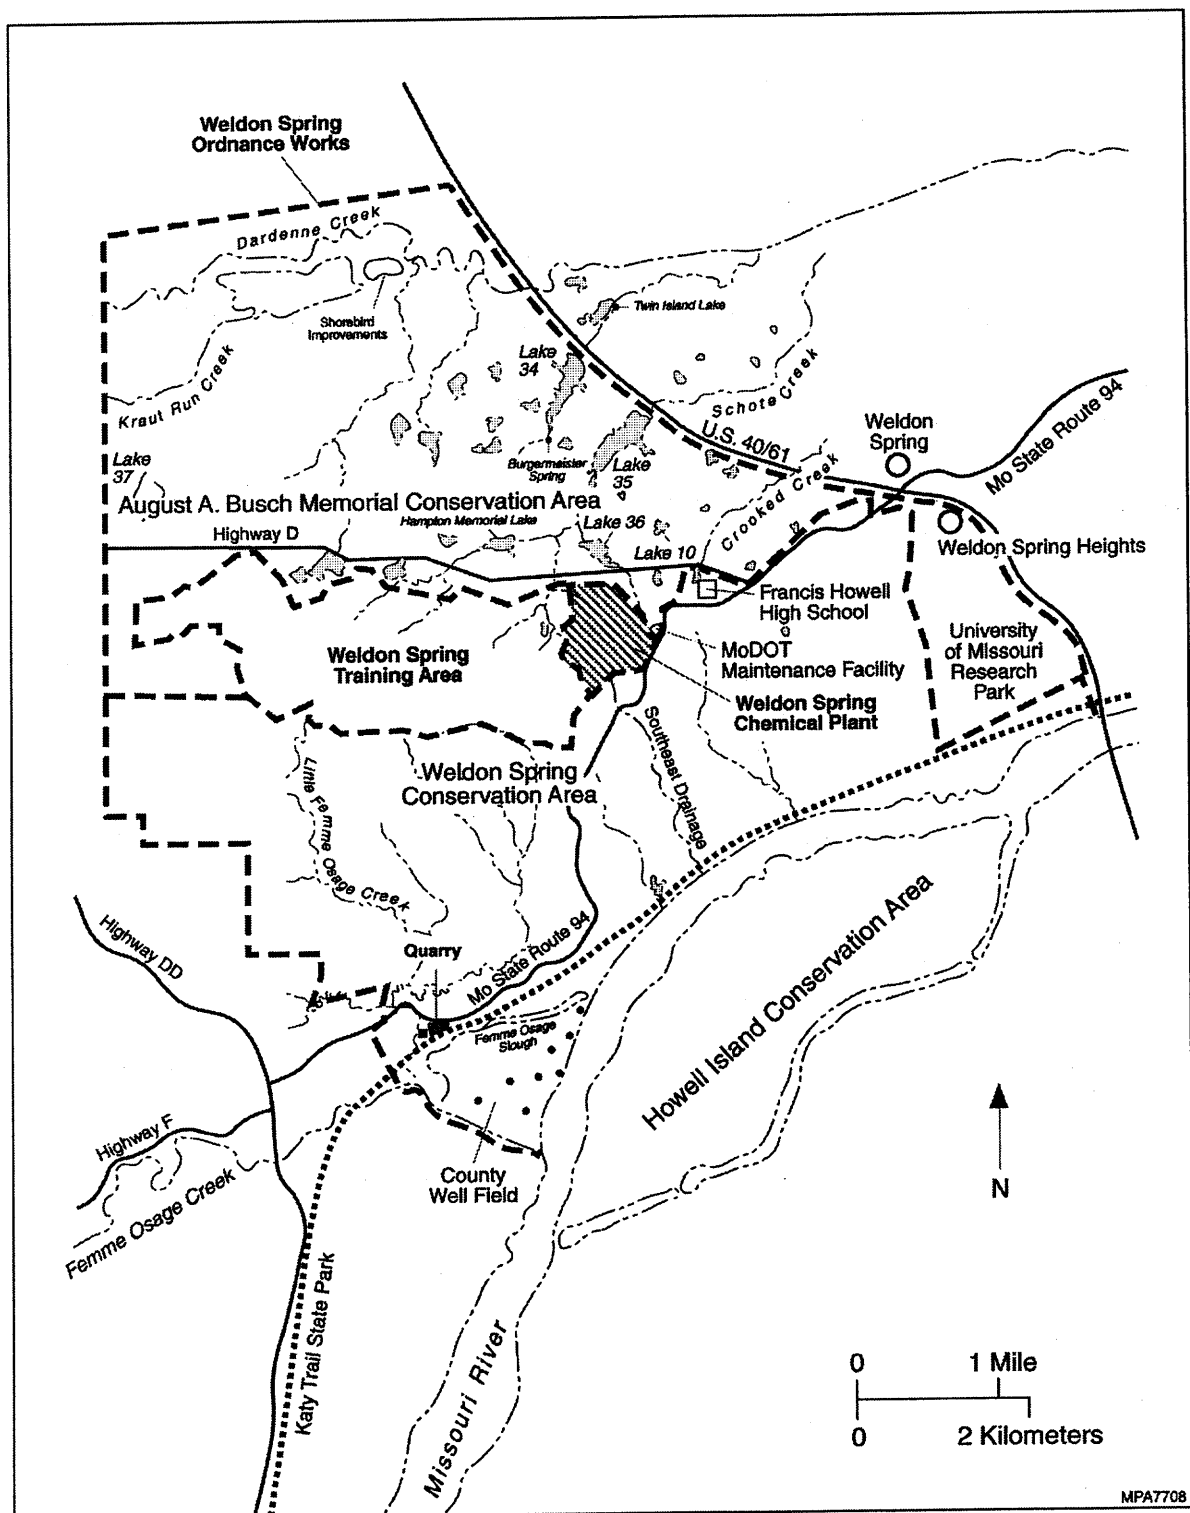 Weldon Spring
Ordnance Works
Dardenne Creek
Shorebird
Improvements
Twin Island Lake
Lake
34
Kraut Run Creek
Schote Creek
U.S. 40/61
Weldon
Spring
Mo State Route 94
Lake
37
Burgermeister
Spring
Lake
35
August A. Busch Memorial Conservation Area
Crooked Creek
Highway D
Hampton Memorial Lake
Lake 36
Lake 10
Weldon Spring Heights
Francis Howell
High School
Weldon Spring
Training Area
MoDOT
Maintenance Facility
University
of Missouri
Research
Park
Weldon Spring
Chemical Plant
Southeast Drainage
Weldon Spring
Conservation Area
Little Femme Osage Creek
Highway DD
Quarry
Mo State Route 94
Howell Island Conservation Area
Femme Osage
Slough
Highway F
County
Well Field
N
Femme Osage Creek
Katy Trail State Park
Missouri River
0 1 Mile
0 2 Kilometers
MPA7708